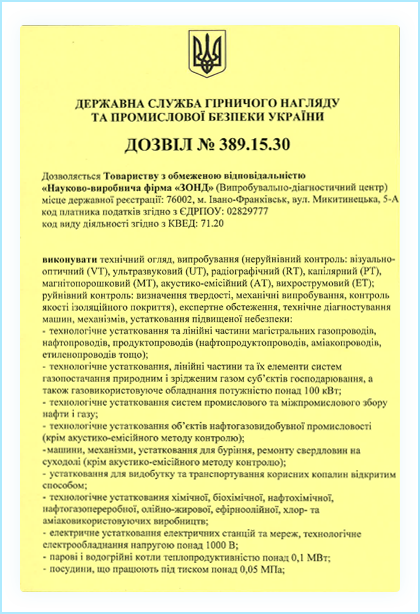 ДЕРЖАВНА СЛУЖБА ГІРНИЧОГО НАГЛЯДУ
ТА ПРОМИСЛОВОЇ БЕЗПЕКИ УКРАЇНИ
ДОЗВІЛ № 389.15.30
Дозволяється Товариству з обмеженою відповідальністю
«Науково-виробнича фірма «ЗОНД» (Випробувально-діагностичний центр)
місце державної реєстрації: 76002, м. Івано-Франківськ, вул. Микитинецька, 5-А
код платника податків згідно з ЄДРПОУ: 02829777
код виду діяльності згідно з КВЕД: 71.20
виконувати технічний огляд, випробування (неруйнівний контроль: візуально-
оптичний (VT), ультразвуковий (UT), радіографічний (RT), капілярний (PT),
магнітопорошковий (MT), акустико-емісійний (AT), вихрострумовий (ET);
руйнівний контроль: визначення твердості, механічні випробування, контроль
якості ізоляційного покриття), експертне обстеження, технічне діагностування
машин, механізмів, устатковання підвищеної небезпеки:
- технологічне устатковання та лінійні частини магістральних газопроводів,
нафтопроводів, продуктопроводів (нафтопродуктопроводів, аміакопроводів,
етиленопроводів тощо);
- технологічне устатковання, лінійні частини та їх елементи систем
газопостачання природним і зрідженим газом суб’єктів господарювання, а
також газовикористовуюче обладнання потужністю понад 100 кВт;
- технологічне устатковання систем промислового та міжпромислового збору
нафти і газу;
- технологічне устатковання об’єктів нафтогазовидобувної промисловості
(крім акустико-емісійного методу контролю);
-машини, механізми, устатковання для буріння, ремонту свердловин на
суходолі (крім акустико-емісійного методу контролю);
- устатковання для видобутку та транспортування корисних копалин відкритим
способом;
- технологічне устатковання хімічної, біохімічної, нафтохімічної,
нафтогазопереробної, олійно-жирової, ефіроолійної, хлор- та
аміаковикористовуючих виробництв;
- електричне устатковання електричних станцій та мереж, технологічне
електрообладнання напругою понад 1000 В;
- парові і водогрійні котли теплопродуктивністю понад 0,1 МВт;
- посудини, що працюють під тиском понад 0,05 МПа;